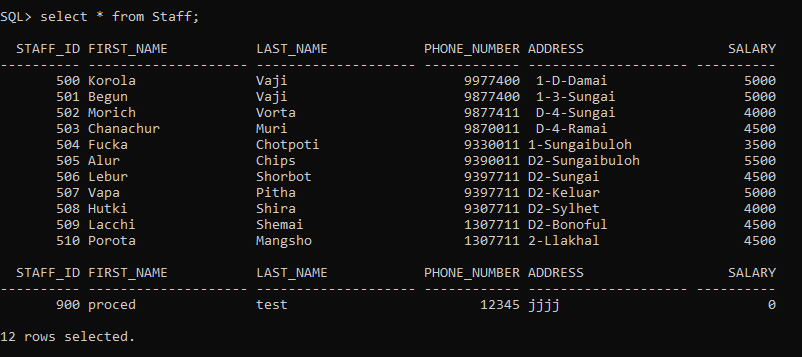 SQL> select * from Staff;
STAFF_ID FIRST_NAME LAST_NAME PHONE_NUMBER ADDRESS SALARY
---------- -------------------- -------------------- ------------ -------------------- ----------
500 Korola Vaji 9977400 1-D-Damai 5000
501 Begun Vaji 9877400 1-3-Sungai 5000
502 Morich Vorta 9877411 D-4-Sungai 4000
503 Chanachur Muri 9870011 D-4-Ramai 4500
504 Fucka Chotpoti 9330011 1-Sungaibuloh 3500
505 Alur Chips 9390011 D2-Sungaibuloh 5500
506 Lebur Shorbot 9397711 D2-Sungai 4500
507 Vapa Pitha 9397711 D2-Keluar 5000
508 Hutki Shira 9307711 D2-Sylhet 4000
509 Lacchi Shemai 1307711 D2-Bonoful 4500
510 Porota Mangsho 1307711 2-Llakhal 4500
STAFF_ID FIRST_NAME LAST_NAME PHONE_NUMBER ADDRESS SALARY
---------- -------------------- -------------------- ------------ -------------------- ----------
900 proced test 12345 jjjj 0
12 rows selected.